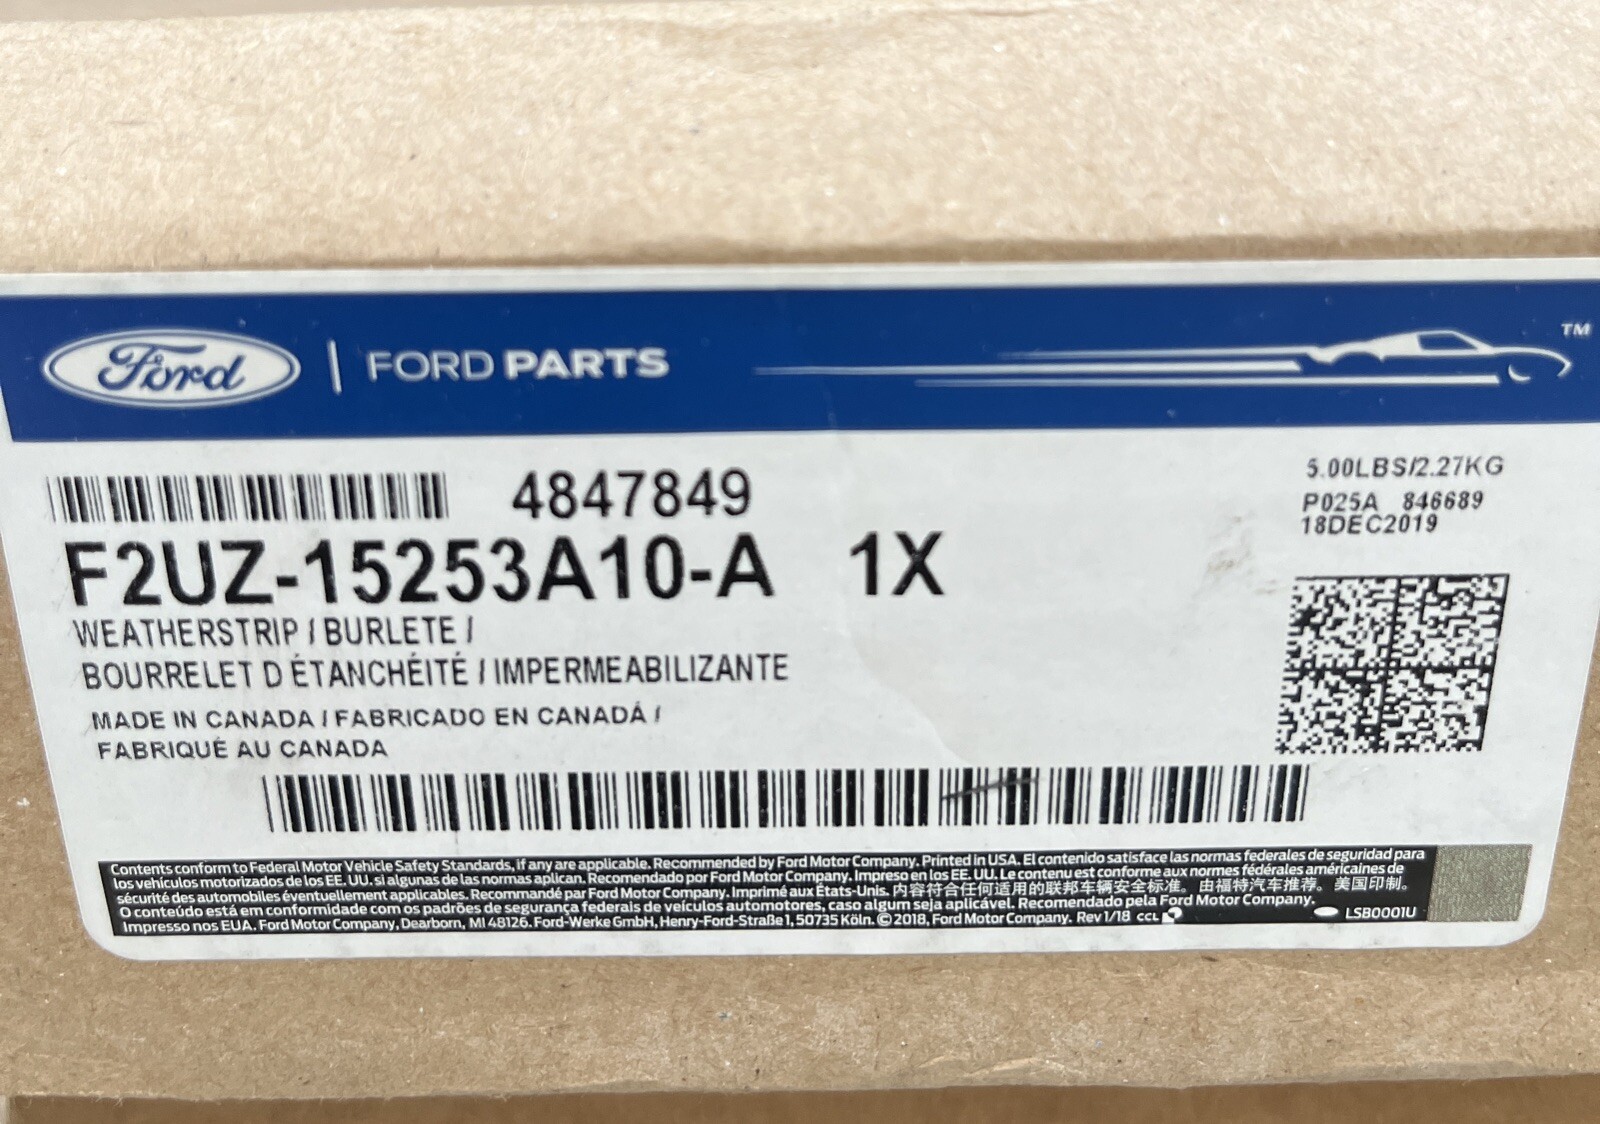 Ford | FORD PARTS
TM
4847849
5.00LBS/2.27KG
P025A 846689
18DEC2019
F2UZ-15253A10-A 1X
WEATHERSTRIP / BURLETE /
BOURRELET D ÉTANCHÉITÉ / IMPERMEABILIZANTE
MADE IN CANADA / FABRICADO EN CANADÁ /
FABRIQUÉ AU CANADA
Contents conform to Federal Motor Vehicle Safety Standards, if any are applicable. Recommended by Ford Motor Company. Printed in USA. El contenido satisface las normas federales de seguridad para
los vehículos motorizados de los EE. UU. si algunas de las normas aplican. Recomendado por Ford Motor Company. Impreso en los EE. UU. Le contenu est conforme aux normes fédérales américaines de
sécurité des automobiles éventuellement applicables. Recommandé par Ford Motor Company. Imprimé aux États-Unis. 内容符合任何适用的联邦车辆安全标准。由福特汽车推荐。美国印制。
O conteúdo está em conformidade com os padrões de segurança federais de veículos automotores, caso algum seja aplicável. Recomendado pela Ford Motor Company.
Impresso nos EUA. Ford Motor Company, Dearborn, MI 48126. Ford-Werke GmbH, Henry-Ford-Straße 1, 50735 Köln. © 2018, Ford Motor Company. Rev 1/18 CCL LSB0001U